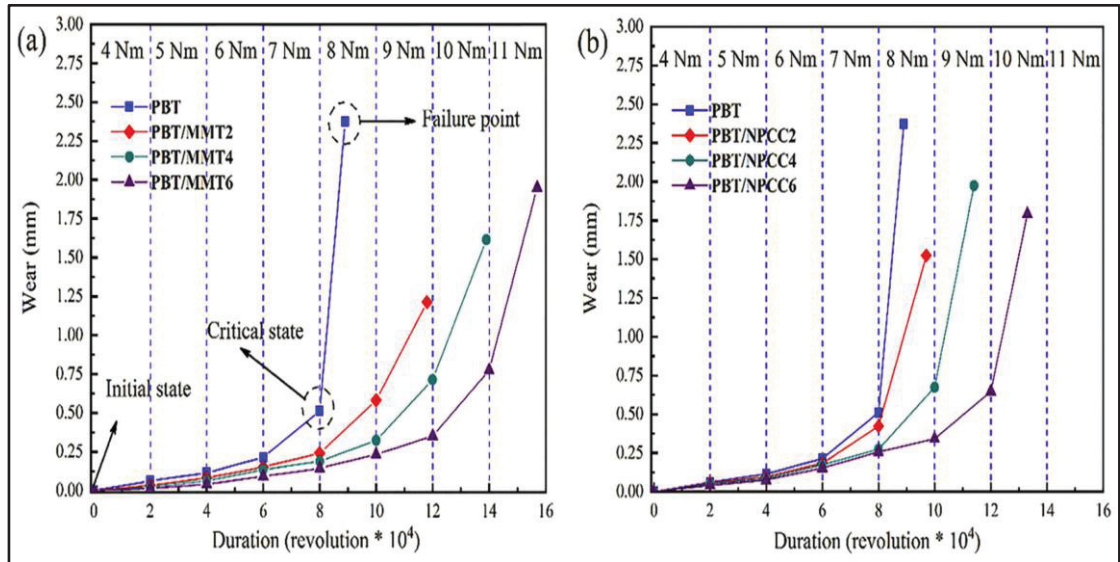 (a)
4 Nm 5 Nm 6 Nm 7 Nm 8 Nm 9 Nm 10 Nm 11 Nm
PBT
PBT/MMT2
PBT/MMT4
PBT/MMT6
Failure point
Critical state
Initial state
3.00
2.75
2.50
2.25
2.00
1.75
1.50
1.25
1.00
0.75
0.50
0.25
0.00
Wear (mm)
0 2 4 6 8 10 12 14 16
Duration (revolution * 10⁴)
(b)
4 Nm 5 Nm 6 Nm 7 Nm 8 Nm 9 Nm 10 Nm 11 Nm
PBT
PBT/NPCC2
PBT/NPCC4
PBT/NPCC6
3.00
2.75
2.50
2.25
2.00
1.75
1.50
1.25
1.00
0.75
0.50
0.25
0.00
Wear (mm)
0 2 4 6 8 10 12 14 16
Duration (revolution * 10⁴)